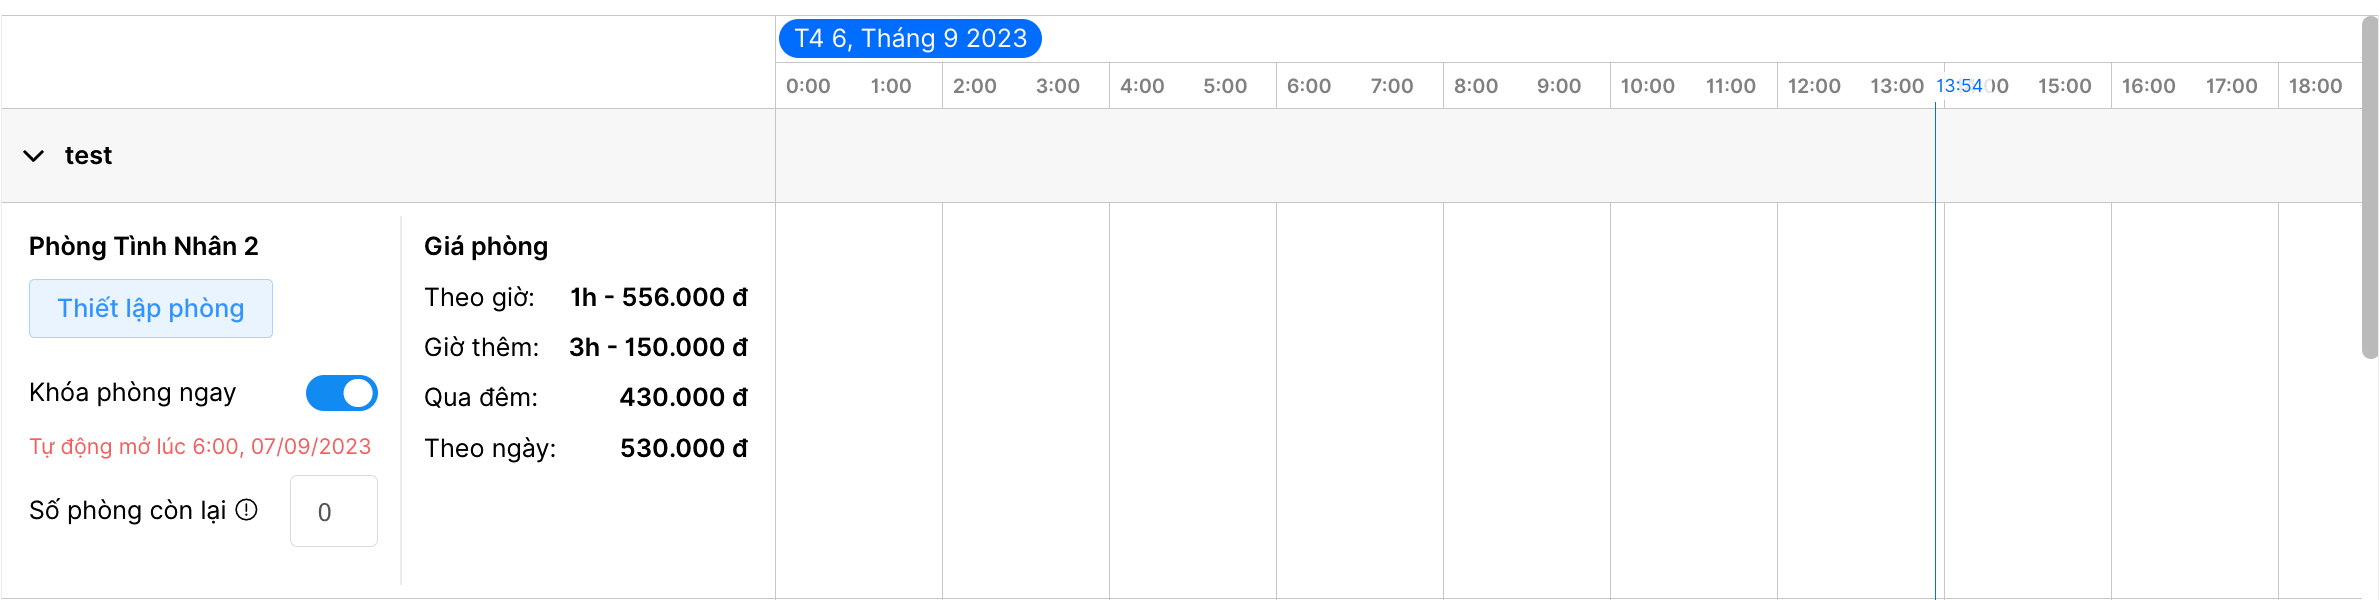 T4 6, Tháng 9 2023
0:00 1:00 2:00 3:00 4:00 5:00 6:00 7:00 8:00 9:00 10:00 11:00 12:00 13:00 13:54 00 15:00 16:00 17:00 18:00
test
Phòng Tình Nhân 2
Thiết lập phòng
Khóa phòng ngay
Tự động mở lúc 6:00, 07/09/2023
Số phòng còn lại
0
Giá phòng
Theo giờ: 1h - 556.000 đ
Giờ thêm: 3h - 150.000 đ
Qua đêm: 430.000 đ
Theo ngày: 530.000 đ